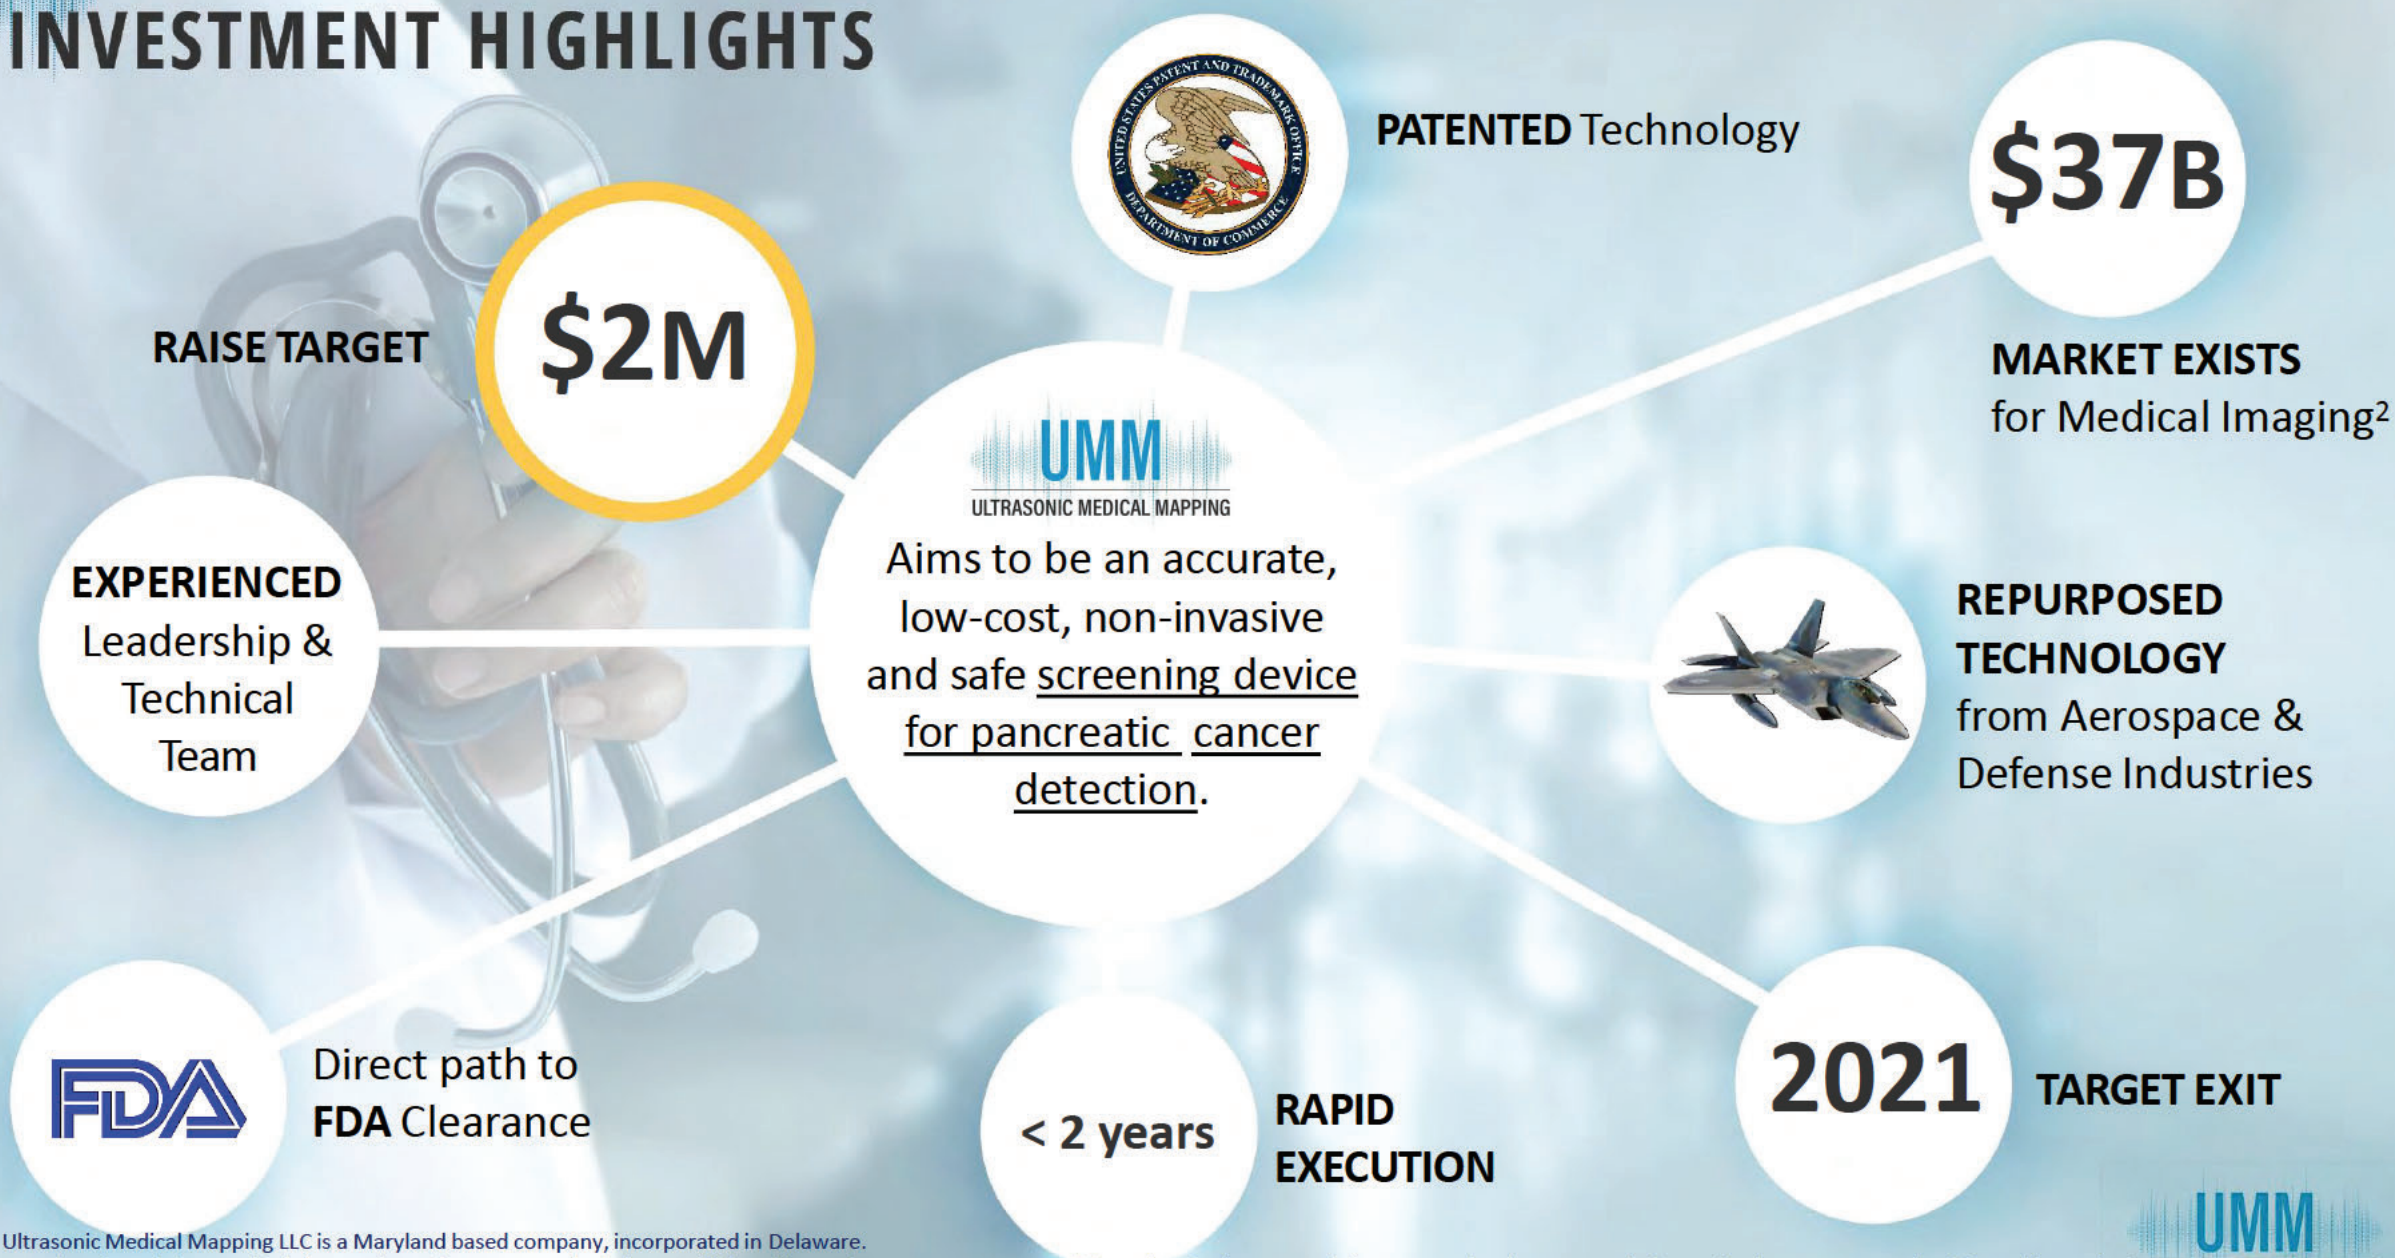 INVESTMENT HIGHLIGHTS
UNITED STATES PATENT AND TRADEMARK OFFICE
DEPARTMENT OF COMMERCE
PATENTED Technology
$37B
MARKET EXISTS
for Medical Imaging²
RAISE TARGET
$2M
UMM
ULTRASONIC MEDICAL MAPPING
Aims to be an accurate,
low-cost, non-invasive
and safe screening device
for pancreatic cancer
detection.
EXPERIENCED
Leadership &
Technical
Team
REPURPOSED
TECHNOLOGY
from Aerospace &
Defense Industries
FDA
Direct path to
FDA Clearance
< 2 years
RAPID
EXECUTION
2021
TARGET EXIT
UMM
Ultrasonic Medical Mapping LLC is a Maryland based company, incorporated in Delaware.